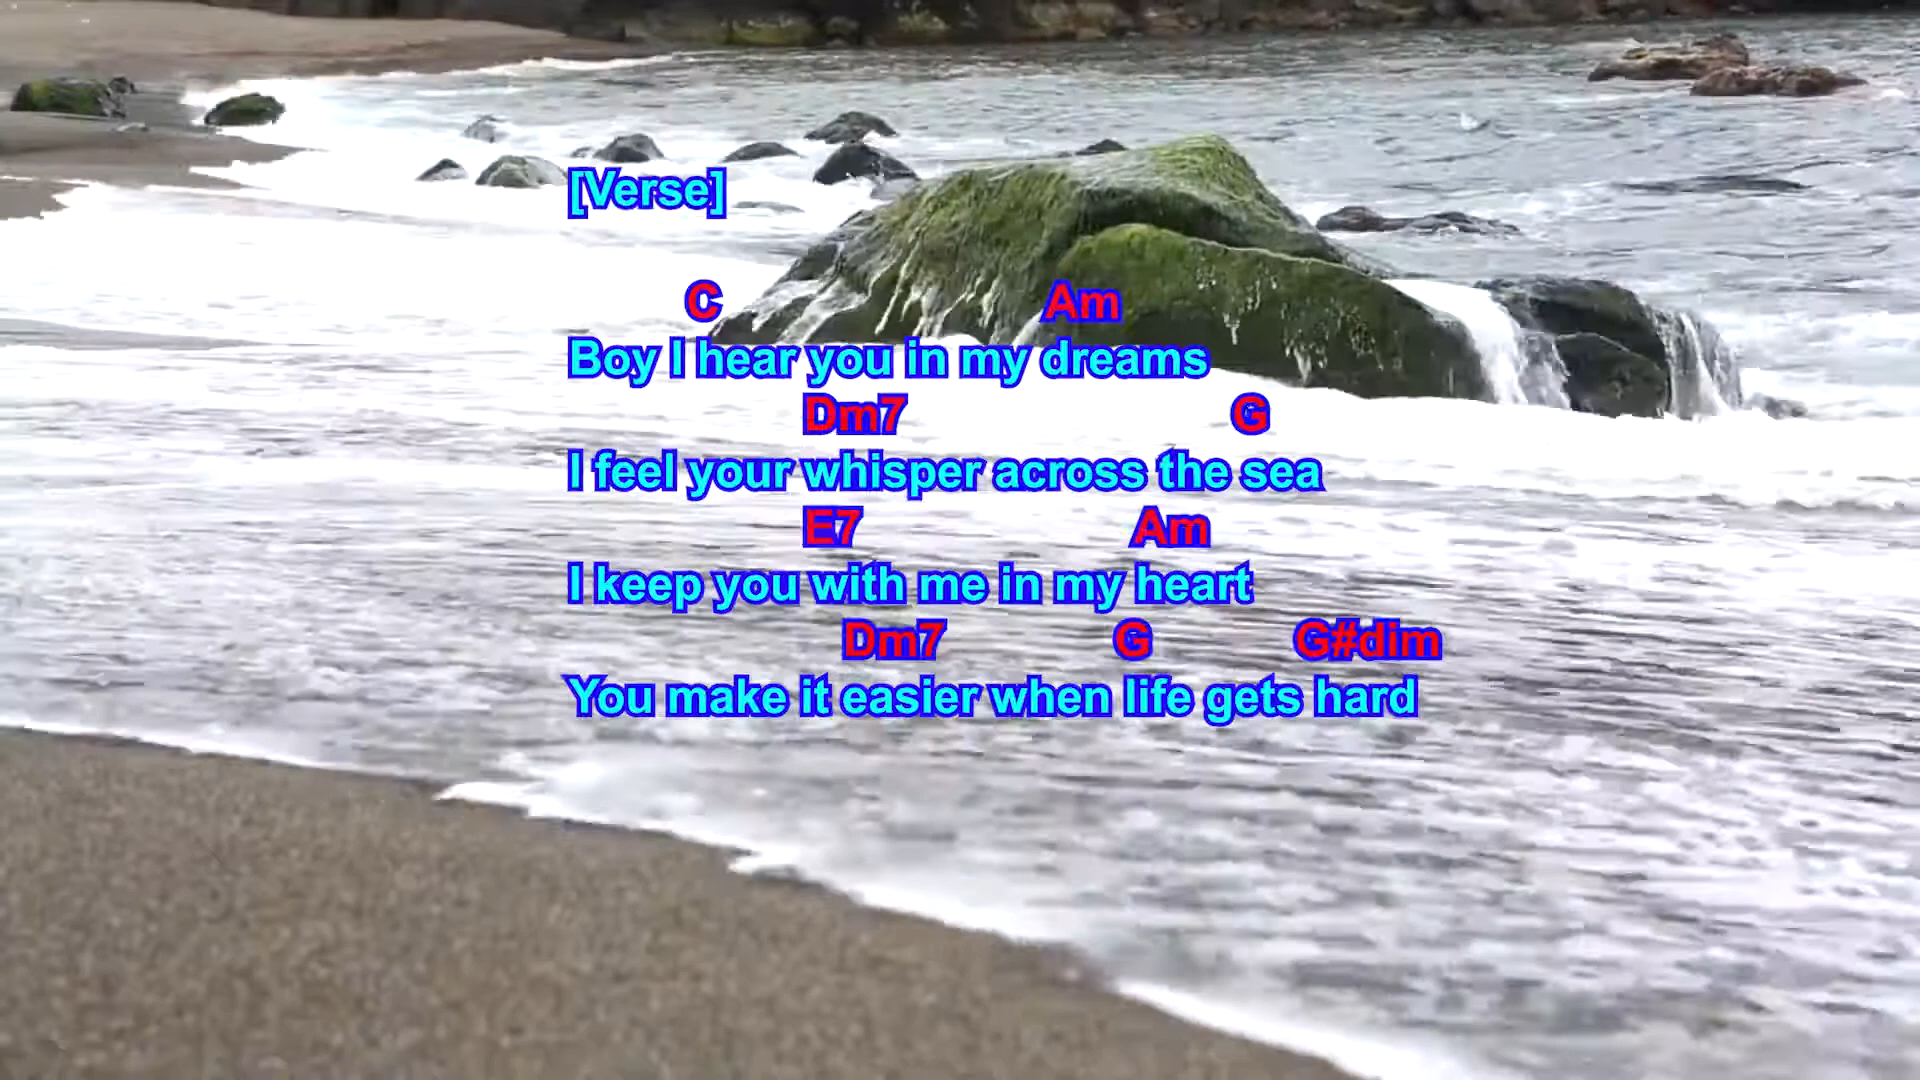 [Verse]
C Am
Boy I hear you in my dreams
Dm7 G
I feel your whisper across the sea
E7 Am
I keep you with me in my heart
Dm7 G G#dim
You make it easier when life gets hard